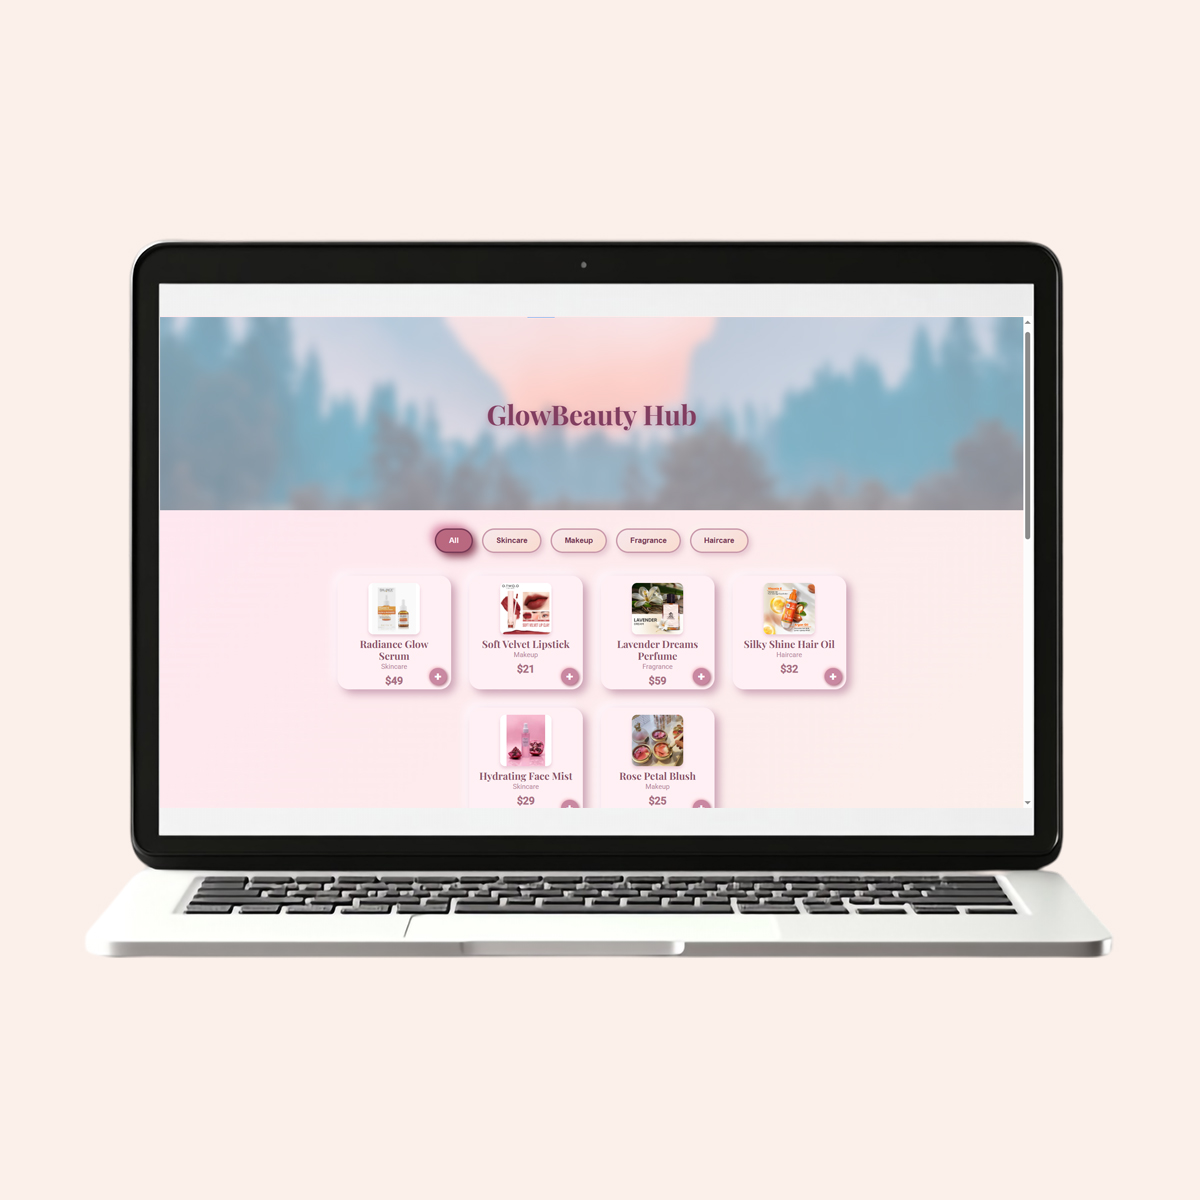 GlowBeauty Hub
All
Skincare
Makeup
Fragrance
Haircare
Radiance Glow
Serum
Skincare
$49
+
Soft Velvet Lipstick
Makeup
$21
+
LAVENDER
Lavender Dreams
Perfume
Fragrance
$59
+
Silky Shine Hair Oil
Haircare
$32
+
Hydrating Face Mist
Skincare
$29
Rose Petal Blush
Makeup
$25